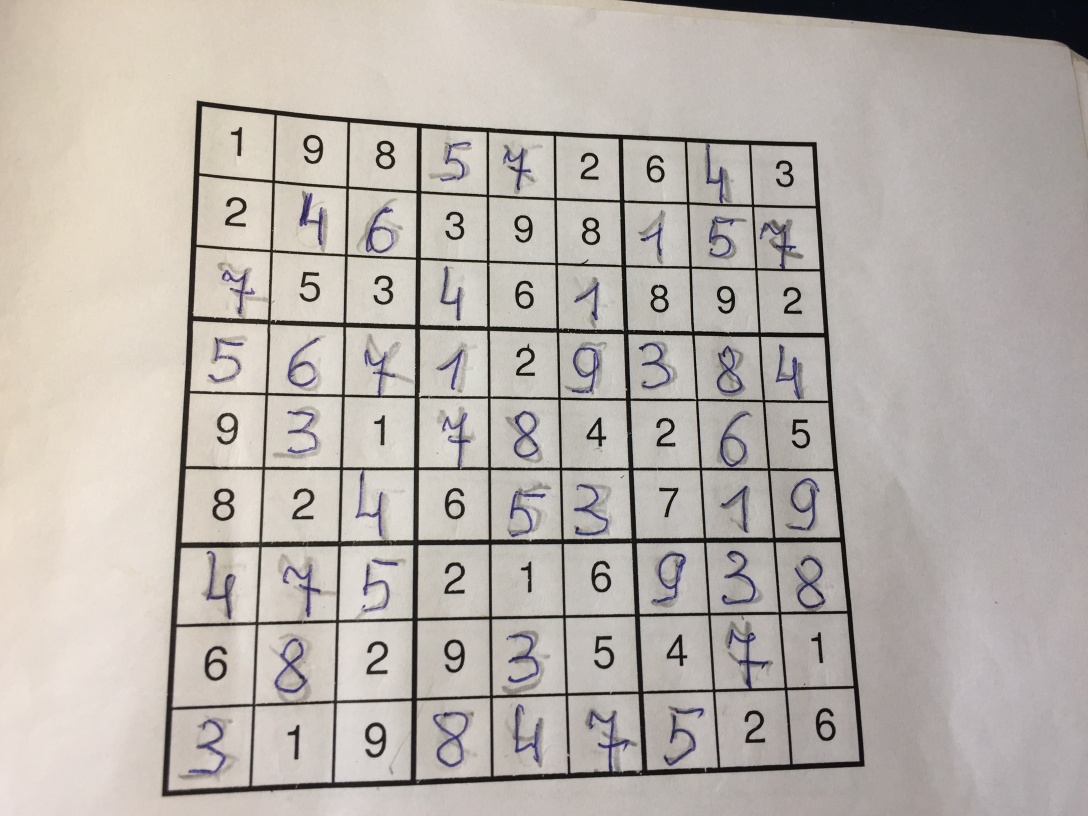 1 9 8 5 7 2 6 4 3
2 4 6 3 9 8 1 5 7
7 5 3 4 6 1 8 9 2
5 6 7 1 2 9 3 8 4
9 3 1 7 8 4 2 6 5
8 2 4 6 5 3 7 1 9
4 7 5 2 1 6 9 3 8
6 8 2 9 3 5 4 7 1
3 1 9 8 4 7 5 2 6